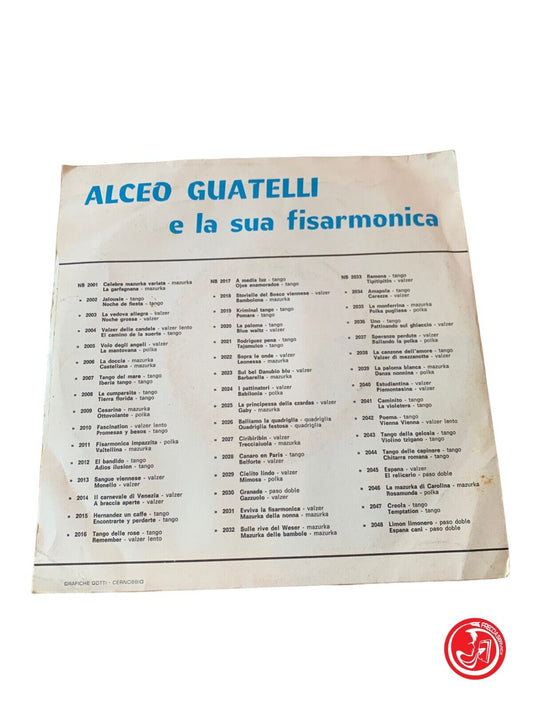 ALCEO GUATELLI
e la sua fisarmonica
NB 2001 Celebre mazurka variata - mazurka
La garfagnana - mazurka
» 2002 Jalousie - tango
Noche de fiesta - tango
» 2003 La vedova allegra - valzer
Noche grossa - valzer
» 2004 Valzer delle candele - valzer lento
El camino de la suerte - tango
» 2005 Volo degli angeli - valzer
La mantovana - polka
» 2006 La doccia - mazurka
Castellana - mazurka
» 2007 Tango del mare - tango
Iberia tango - tango
» 2008 La cumparsita - tango
Tierra florida - tango
» 2009 Cesarina - mazurka
Ottovolante - polka
» 2010 Fascination - valzer lento
Promesas y besos - tango
» 2011 Fisarmonica impazzita - polka
Valtellina - mazurka
» 2012 El bandido - tango
Adios ilusion - tango
» 2013 Sangue viennese - valzer
Monello - valzer
» 2014 Il carnevale di Venezia - valzer
A braccia aperte - valzer
» 2015 Hernandez un caffè - tango
Encontrarte y perderte - tango
» 2016 Tango delle rose - tango
Remember - valzer lento
NB 2017 A media luz - tango
Ojos enamorados - tango
» 2018 Storielle del Bosco viennese - valzer
Bambolona - mazurka
» 2019 Kriminal tango - tango
Pomare - tango
» 2020 La paloma - tango
Blue waltz - valzer
» 2021 Rodriguez pena - tango
Tajamuloo - tango
» 2022 Sopra le onde - valzer
Leonessa - mazurka
» 2023 Sul bel Danubio blu - valzer
Barbarella - mazurka
» 2024 I pattinatori - valzer
Babilonia - polka
» 2025 La principessa della czardas - valzer
Gaby - mazurka
» 2026 Balliamo la quadriglia - quadriglia
Quadriglia festosa - quadriglia
» 2027 Ciribiribin - valzer
Trecciaiuola - mazurka
» 2028 Canaro en Paris - tango
Belforte - valzer
» 2029 Cielito lindo - valzer
Mimosa - polka
» 2030 Granada - paso doble
Gazuolo - valzer
» 2031 Evviva la fisarmonica - valzer
Mazurka della nonna - mazurka
» 2032 Sulle rive del Weser - mazurka
Mazurka delle bambole - mazurka
NB 2033 Ramona - tango
Tipitipitin - valzer
» 2034 Amapola - tango
Carezze - valzer
» 2035 La monferrina - mazurka
Polka pugliese - polka
» 2036 Uno - tango
Pattinando sul ghiaccio - valzer
» 2037 Speranze perdute - valzer
Ballando la polka - polka
» 2038 La canzone dell'amore - tango
Valzer di mezzanotte - valzer
» 2039 La paloma blanca - mazurka
Danza nonnina - polka
» 2040 Estudiantina - valzer
Piemontesina - valzer
» 2041 Caminito - tango
La violetera - tango
» 2042 Poema - tango
Vienna Vienna - valzer lento
» 2043 Tango della gelosia - tango
Violino tzigano - tango
» 2044 Tango delle capinere - tango
Chitarra romana - tango
» 2045 Espana - valzer
El relicario - paso doble
» 2046 La mazurka di Carolina - mazurka
Rosamunda - polka
» 2047 Creola - tango
Temptation - tango
» 2048 Limon limonero - paso doble
Espana cani - paso doble
GRAFICHE GOTTI - CERNOBBIO